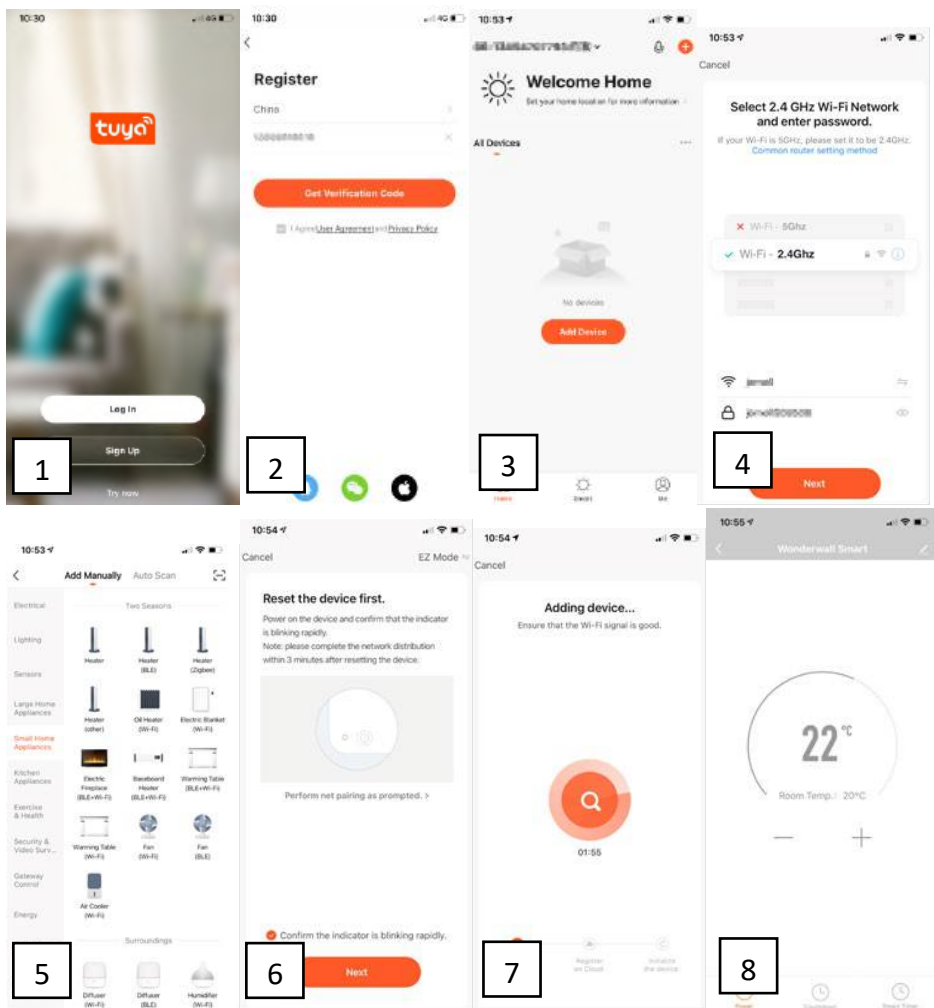 10:30
4G
tuya
Log In
Sign Up
Try now
1
10:30
4G
Register
China
Get Verification Code
I Agree User Agreement and Privacy Policy
2
10:53
Welcome Home
Set your home location for more information
All Devices
No devices
Add Device
3
Home
Smart
Me
10:53
Cancel
Select 2.4 GHz Wi-Fi Network
and enter password.
If your Wi-Fi is 5GHz, please set it to be 2.4GHz.
Common router setting method
Wi-Fi - 5Ghz
Wi-Fi - 2.4Ghz
4
Next
10:53
Add Manually
Auto Scan
Electrical
Lighting
Sensors
Large Home
Appliances
Small Home
Appliances
Kitchen
Appliances
Exercise
& Health
Security &
Video Surv...
Gateway
Control
Energy
Two Seasons
Heater
Heater
(BLE)
Heater
(Zigbee)
Heater
(other)
Oil Heater
(Wi-Fi)
Electric Blanket
(Wi-Fi)
Electric
Fireplace
(BLE+Wi-Fi)
Baseboard
Heater
(BLE+Wi-Fi)
Warming Table
(BLE+Wi-Fi)
Warming Table
(Wi-Fi)
Fan
(Wi-Fi)
Fan
(BLE)
Air Cooler
(Wi-Fi)
Surroundings
Diffuser
(Wi-Fi)
Diffuser
(BLE)
Humidifier
(Wi-Fi)
5
10:54
Cancel
EZ Mode
Reset the device first.
Power on the device and confirm that the indicator
is blinking rapidly.
Note: please complete the network distribution
within 3 minutes after resetting the device.
Perform net pairing as prompted. >
Confirm the indicator is blinking rapidly.
Next
6
10:54
Cancel
Adding device...
Ensure that the Wi-Fi signal is good.
01:55
Register
on Cloud
Initialize
the device
7
10:55
Wonderwall Smart
22 °C
Room Temp.: 20°C
8
Power
Countdown
Smart Timer